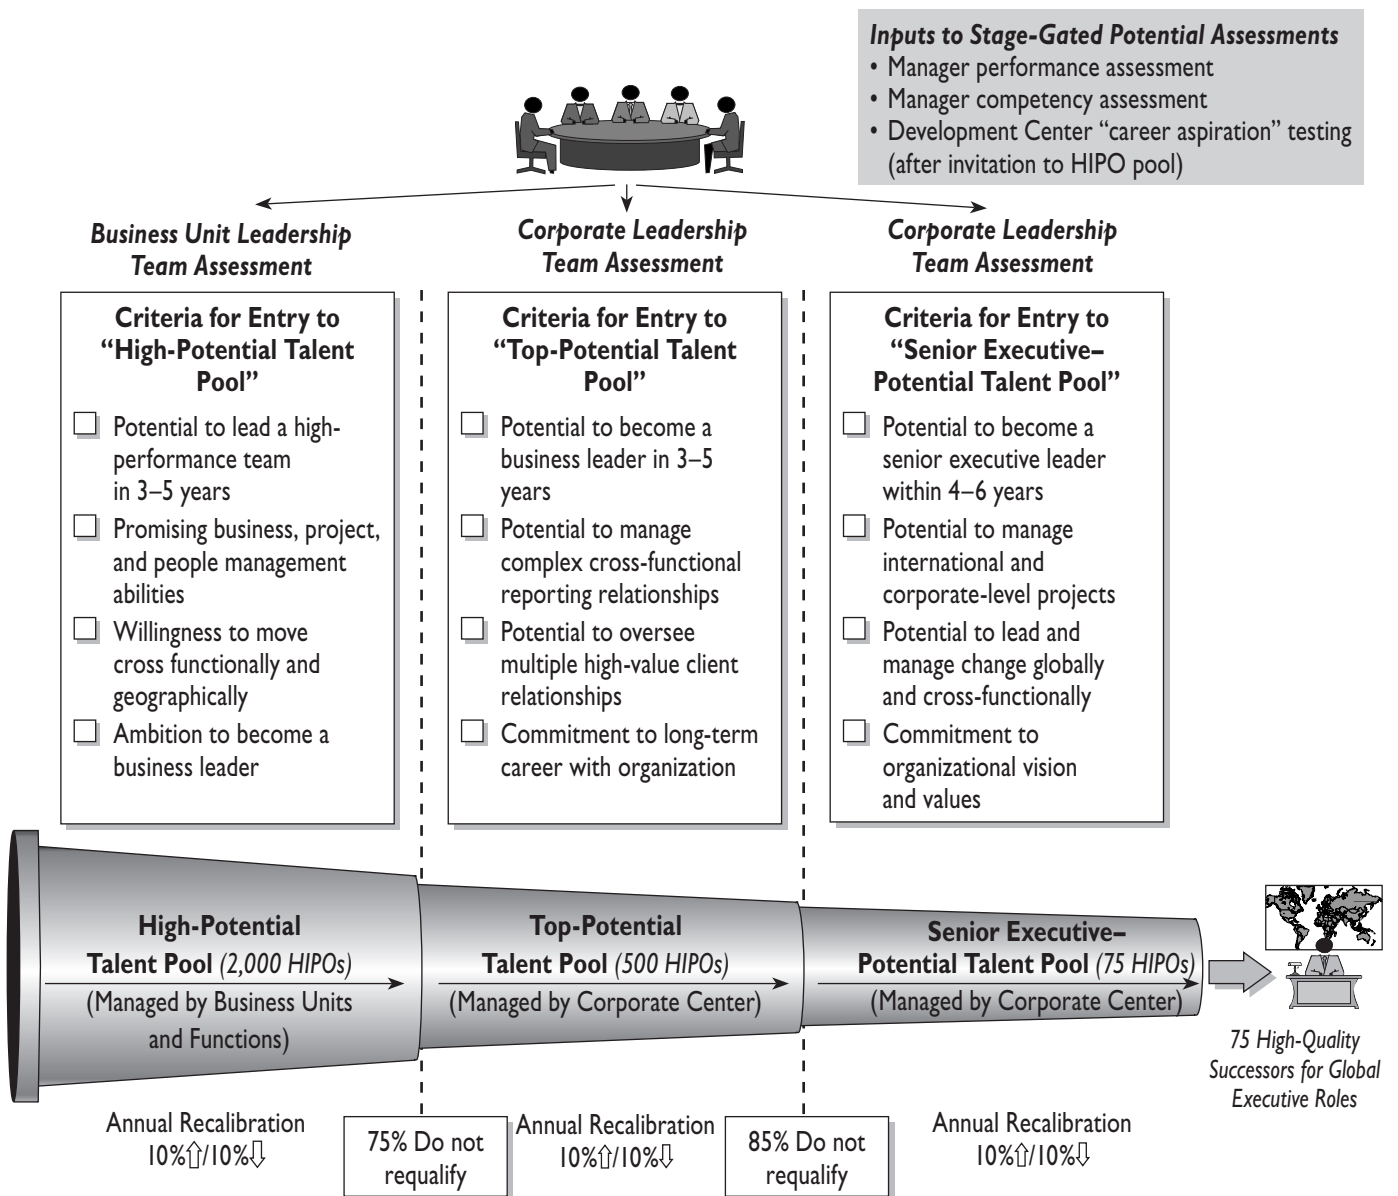 Inputs to Stage-Gated Potential Assessments
• Manager performance assessment
• Manager competency assessment
• Development Center “career aspiration” testing
(after invitation to HIPO pool)
Business Unit Leadership
Team Assessment
Corporate Leadership
Team Assessment
Corporate Leadership
Team Assessment
Criteria for Entry to
“High-Potential Talent
Pool”
Potential to lead a high-
performance team
in 3–5 years
Promising business, project,
and people management
abilities
Willingness to move
cross functionally and
geographically
Ambition to become a
business leader
Criteria for Entry to
“Top-Potential Talent
Pool”
Potential to become a
business leader in 3–5
years
Potential to manage
complex cross-functional
reporting relationships
Potential to oversee
multiple high-value client
relationships
Commitment to long-term
career with organization
Criteria for Entry to
“Senior Executive–
Potential Talent Pool”
Potential to become a
senior executive leader
within 4–6 years
Potential to manage
international and
corporate-level projects
Potential to lead and
manage change globally
and cross-functionally
Commitment to
organizational vision
and values
High-Potential
Talent Pool (2,000 HIPOs)
(Managed by Business Units
and Functions)
Top-Potential
Talent Pool (500 HIPOs)
(Managed by Corporate Center)
Senior Executive–
Potential Talent Pool (75 HIPOs)
(Managed by Corporate Center)
75 High-Quality
Successors for Global
Executive Roles
Annual Recalibration
10%⇧/10%⇩
75% Do not
requalify
Annual Recalibration
10%⇧/10%⇩
85% Do not
requalify
Annual Recalibration
10%⇧/10%⇩